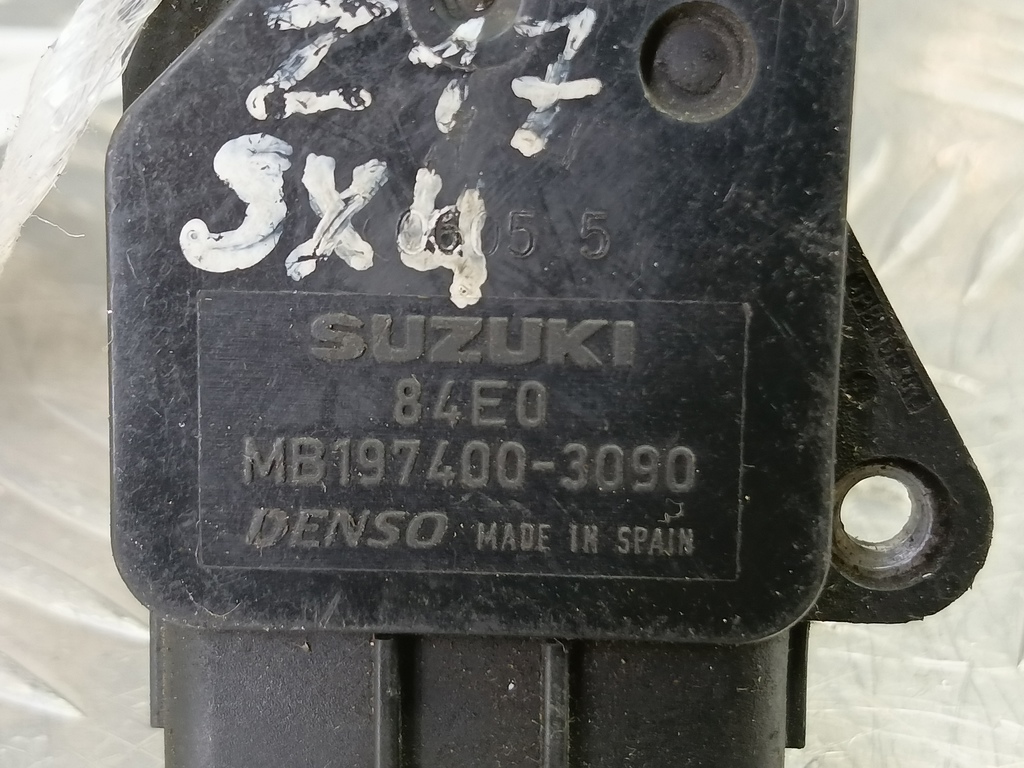 SX4
SUZUKI
84E0
MB197400-3090
DENSO MADE IN SPAIN